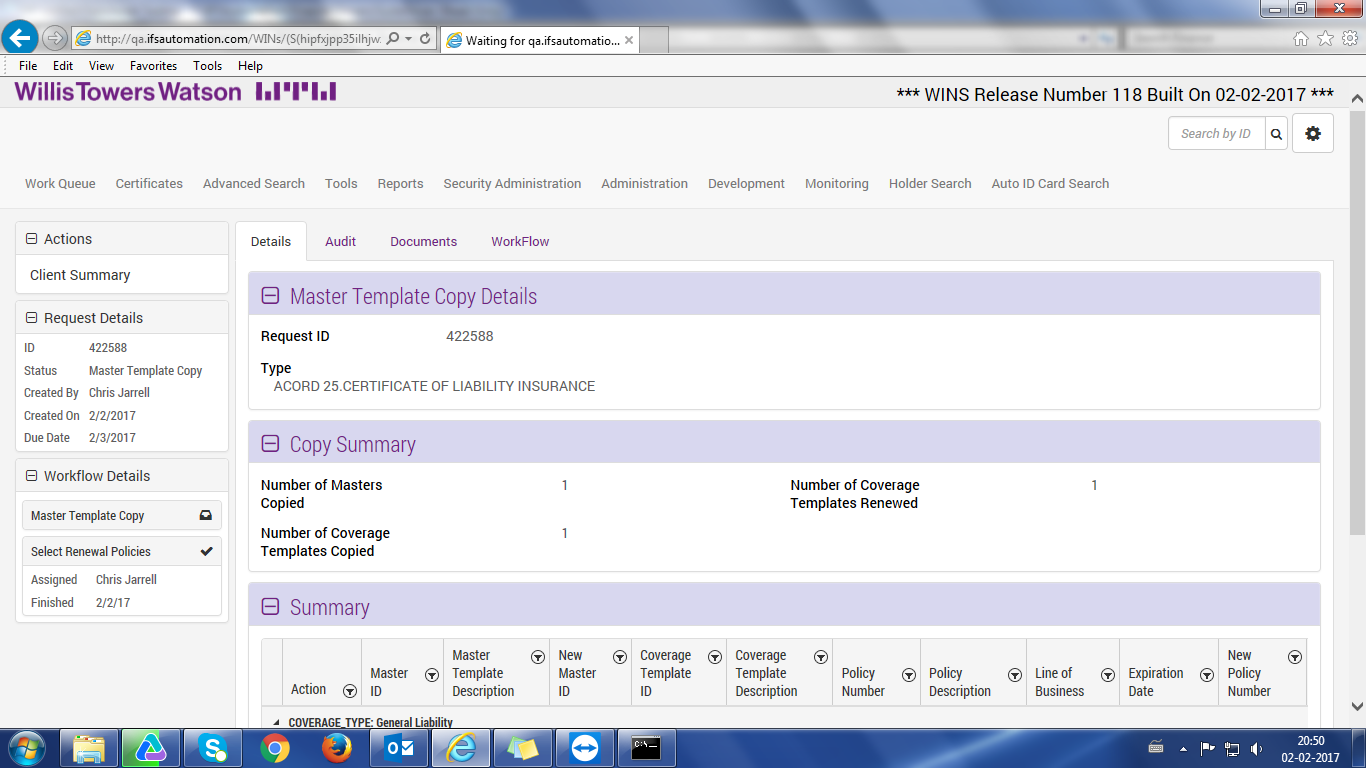 http://qa.ifsautomation.com/WINs/(S(hipfxjpp35ilhjw.
Waiting for qa.ifsautomatio...
File Edit View Favorites Tools Help
Willis Towers Watson
*** WINS Release Number 118 Built On 02-02-2017 ***
Search by ID
Work Queue Certificates Advanced Search Tools Reports Security Administration Administration Development Monitoring Holder Search Auto ID Card Search
Actions
Client Summary
Request Details
ID 422588
Status Master Template Copy
Created By Chris Jarrell
Created On 2/2/2017
Due Date 2/3/2017
Workflow Details
Master Template Copy
Select Renewal Policies
Assigned Chris Jarrell
Finished 2/2/17
Details Audit Documents WorkFlow
Master Template Copy Details
Request ID 422588
Type
ACORD 25.CERTIFICATE OF LIABILITY INSURANCE
Copy Summary
Number of Masters
Copied
1
Number of Coverage
Templates Renewed
1
Number of Coverage
Templates Copied
1
Summary
Action
Master
ID
Master
Template
Description
New
Master
ID
Coverage
Template
ID
Coverage
Template
Description
Policy
Number
Policy
Description
Line of
Business
Expiration
Date
New
Policy
Number
COVERAGE_TYPE: General Liability
20:50
02-02-2017